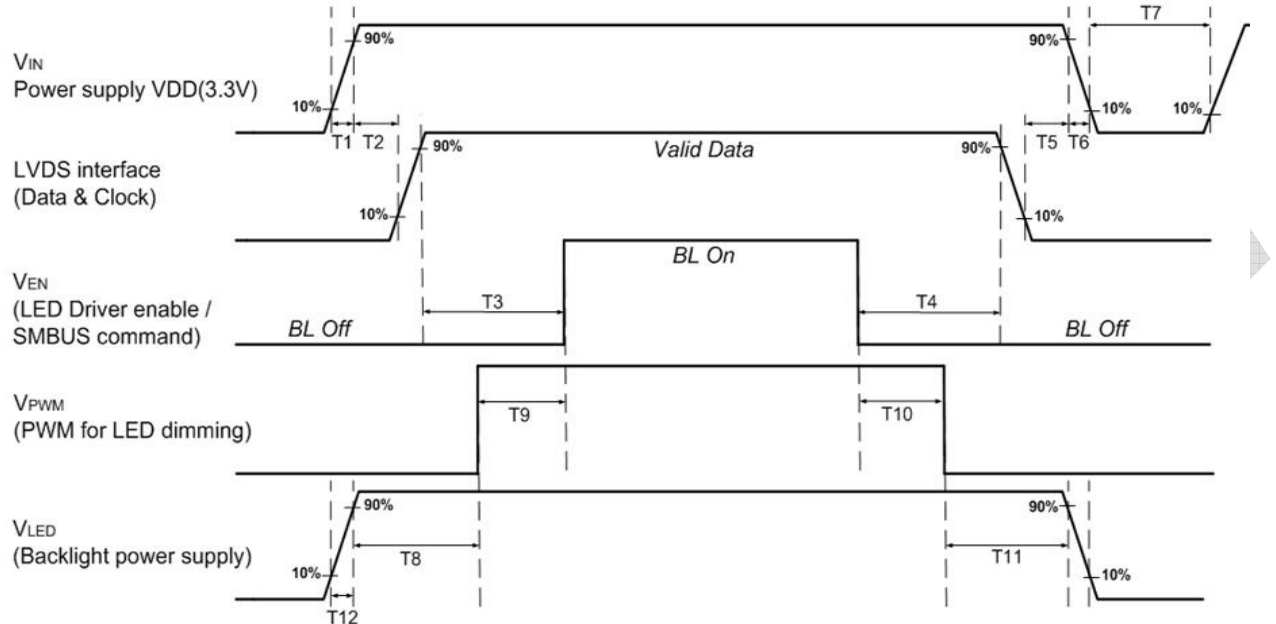 T7
90%
90%
VIN
Power supply VDD(3.3V)
10%
10%
10%
T1
T2
T5
T6
LVDS interface
(Data & Clock)
90%
Valid Data
90%
10%
10%
VEN
(LED Driver enable /
SMBUS command)
BL On
T3
T4
BL Off
BL Off
VPWM
(PWM for LED dimming)
T9
T10
VLED
(Backlight power supply)
90%
90%
T8
T11
10%
10%
T12